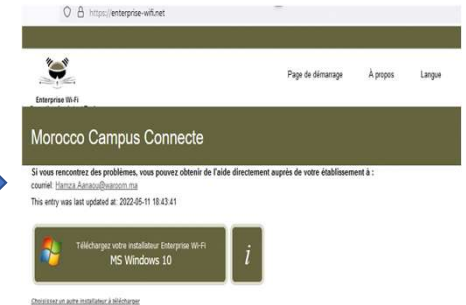 https://enterprise-wifi.net
Page de démarrage À propos Langue
Enterprise Wi-Fi
Morocco Campus Connecte
Si vous rencontrez des problèmes, vous pouvez obtenir de l'aide directement auprès de votre établissement à :
courriel: Hamza.Aanaou@waroom.ma
This entry was last updated at: 2022-05-11 18:43:41
Téléchargez votre installateur Enterprise Wi-Fi
MS Windows 10
i
Choisissez un autre installateur à télécharger